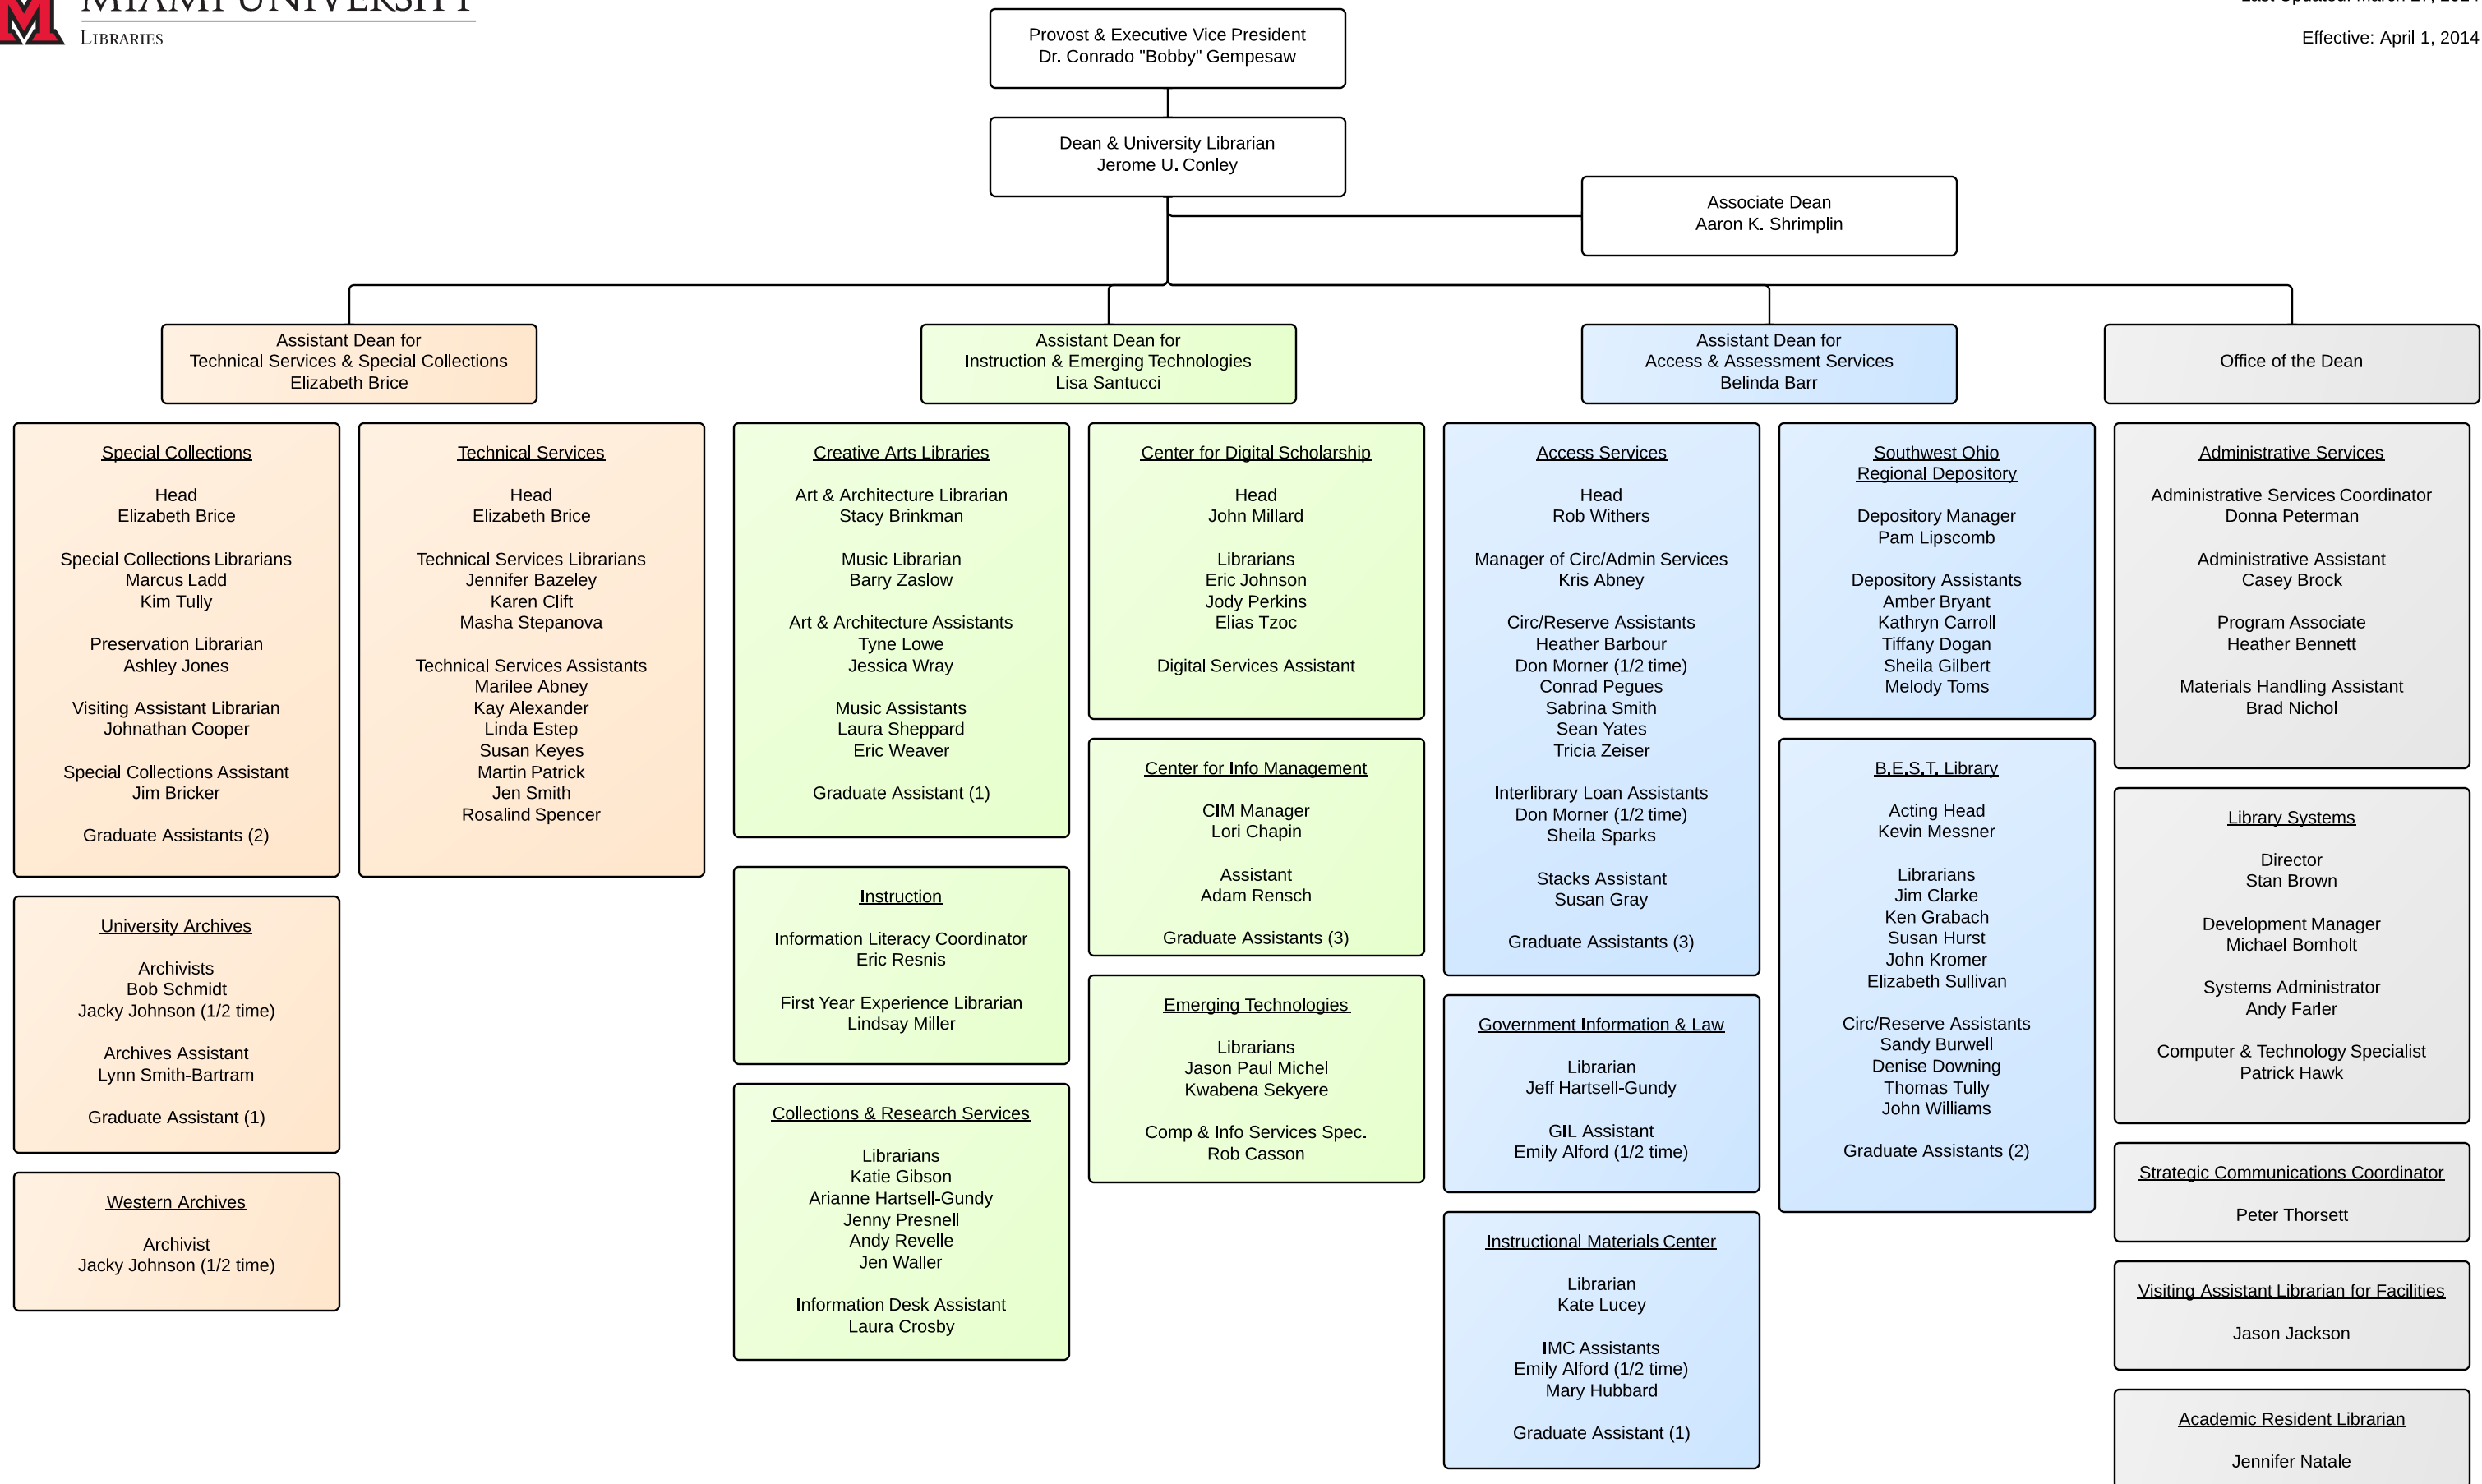 MIAMI UNIVERSITY
LIBRARIES
Last Updated: March 27, 2014
Effective: April 1, 2014
Provost & Executive Vice President
Dr. Conrado "Bobby" Gempesaw
Dean & University Librarian
Jerome U. Conley
Associate Dean
Aaron K. Shrimplin
Assistant Dean for
Technical Services & Special Collections
Elizabeth Brice
Assistant Dean for
Instruction & Emerging Technologies
Lisa Santucci
Assistant Dean for
Access & Assessment Services
Belinda Barr
Office of the Dean
Special Collections
Head
Elizabeth Brice
Special Collections Librarians
Marcus Ladd
Kim Tully
Preservation Librarian
Ashley Jones
Visiting Assistant Librarian
Johnathan Cooper
Special Collections Assistant
Jim Bricker
Graduate Assistants (2)
University Archives
Archivists
Bob Schmidt
Jacky Johnson (1/2 time)
Archives Assistant
Lynn Smith-Bartram
Graduate Assistant (1)
Western Archives
Archivist
Jacky Johnson (1/2 time)
Technical Services
Head
Elizabeth Brice
Technical Services Librarians
Jennifer Bazeley
Karen Clift
Masha Stepanova
Technical Services Assistants
Marilee Abney
Kay Alexander
Linda Estep
Susan Keyes
Martin Patrick
Jen Smith
Rosalind Spencer
Creative Arts Libraries
Art & Architecture Librarian
Stacy Brinkman
Music Librarian
Barry Zaslow
Art & Architecture Assistants
Tyne Lowe
Jessica Wray
Music Assistants
Laura Sheppard
Eric Weaver
Graduate Assistant (1)
Instruction
Information Literacy Coordinator
Eric Resnis
First Year Experience Librarian
Lindsay Miller
Collections & Research Services
Librarians
Katie Gibson
Arianne Hartsell-Gundy
Jenny Presnell
Andy Revelle
Jen Waller
Information Desk Assistant
Laura Crosby
Center for Digital Scholarship
Head
John Millard
Librarians
Eric Johnson
Jody Perkins
Elias Tzoc
Digital Services Assistant
Center for Info Management
CIM Manager
Lori Chapin
Assistant
Adam Rensch
Graduate Assistants (3)
Emerging Technologies
Librarians
Jason Paul Michel
Kwabena Sekyere
Comp & Info Services Spec.
Rob Casson
Access Services
Head
Rob Withers
Manager of Circ/Admin Services
Kris Abney
Circ/Reserve Assistants
Heather Barbour
Don Morner (1/2 time)
Conrad Pegues
Sabrina Smith
Sean Yates
Tricia Zeiser
Interlibrary Loan Assistants
Don Morner (1/2 time)
Sheila Sparks
Stacks Assistant
Susan Gray
Graduate Assistants (3)
Government Information & Law
Librarian
Jeff Hartsell-Gundy
GIL Assistant
Emily Alford (1/2 time)
Instructional Materials Center
Librarian
Kate Lucey
IMC Assistants
Emily Alford (1/2 time)
Mary Hubbard
Graduate Assistant (1)
Southwest Ohio
Regional Depository
Depository Manager
Pam Lipscomb
Depository Assistants
Amber Bryant
Kathryn Carroll
Tiffany Dogan
Sheila Gilbert
Melody Toms
B.E.S.T. Library
Acting Head
Kevin Messner
Librarians
Jim Clarke
Ken Grabach
Susan Hurst
John Kromer
Elizabeth Sullivan
Circ/Reserve Assistants
Sandy Burwell
Denise Downing
Thomas Tully
John Williams
Graduate Assistants (2)
Administrative Services
Administrative Services Coordinator
Donna Peterman
Administrative Assistant
Casey Brock
Program Associate
Heather Bennett
Materials Handling Assistant
Brad Nichol
Library Systems
Director
Stan Brown
Development Manager
Michael Bomholt
Systems Administrator
Andy Farler
Computer & Technology Specialist
Patrick Hawk
Strategic Communications Coordinator
Peter Thorsett
Visiting Assistant Librarian for Facilities
Jason Jackson
Academic Resident Librarian
Jennifer Natale